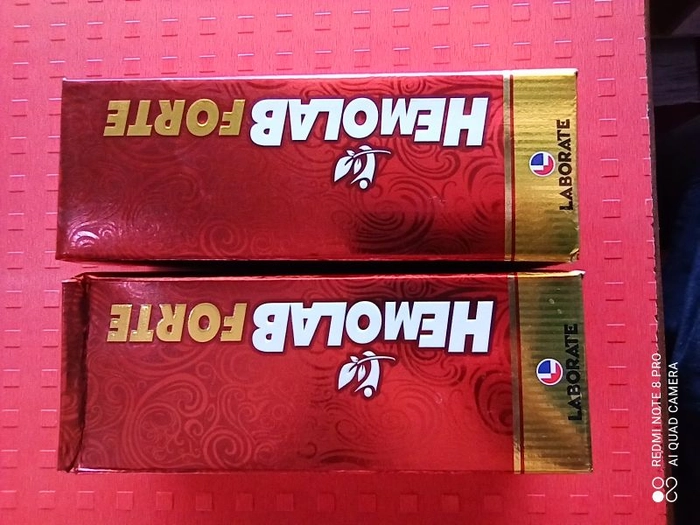 HEMOLAB FORTE
LABORATE
HEMOLAB FORTE
LABORATE
REDMI NOTE 8 PRO
AI QUAD CAMERA